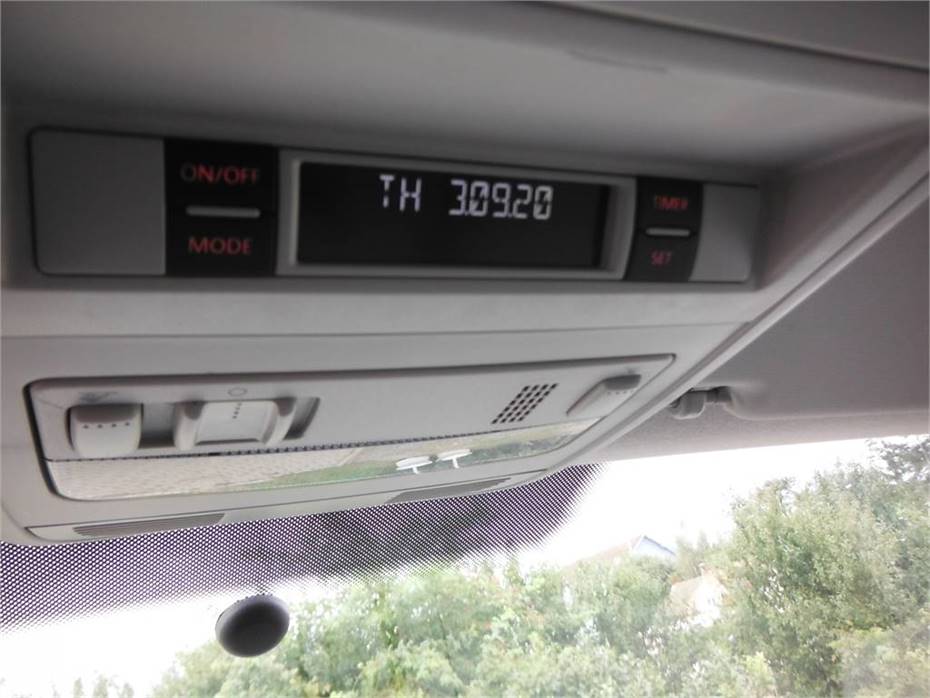 ON/OFF
MODE
TH 3.09.20
TIMER
SET